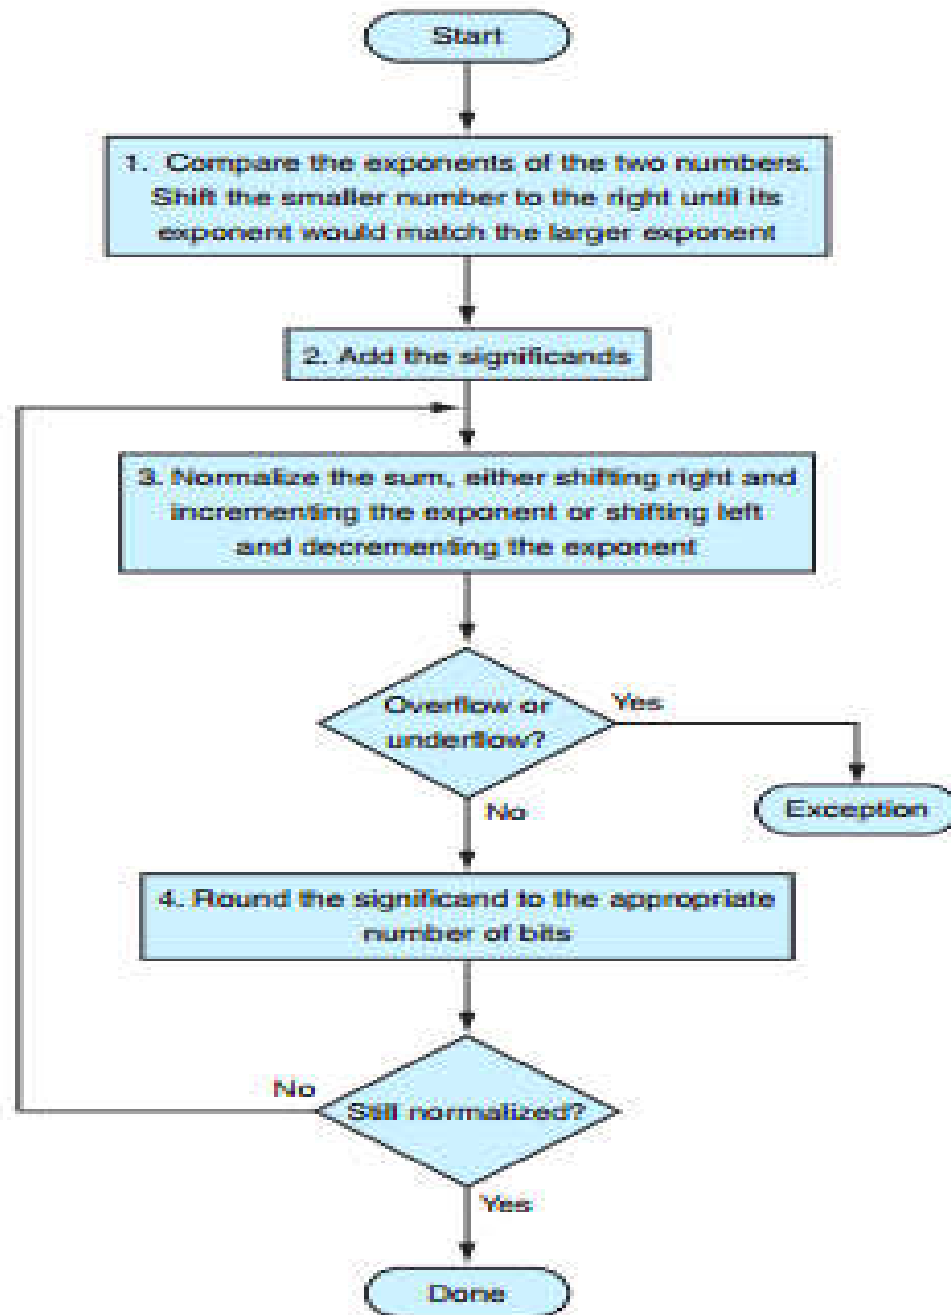 Start
1. Compare the exponents of the two numbers.
Shift the smaller number to the right until its
exponent would match the larger exponent
2. Add the significands
3. Normalize the sum, either shifting right and
incrementing the exponent or shifting left
and decrementing the exponent
Overflow or
underflow?
Yes
Exception
No
4. Round the significand to the appropriate
number of bits
No
Still normalized?
Yes
Done